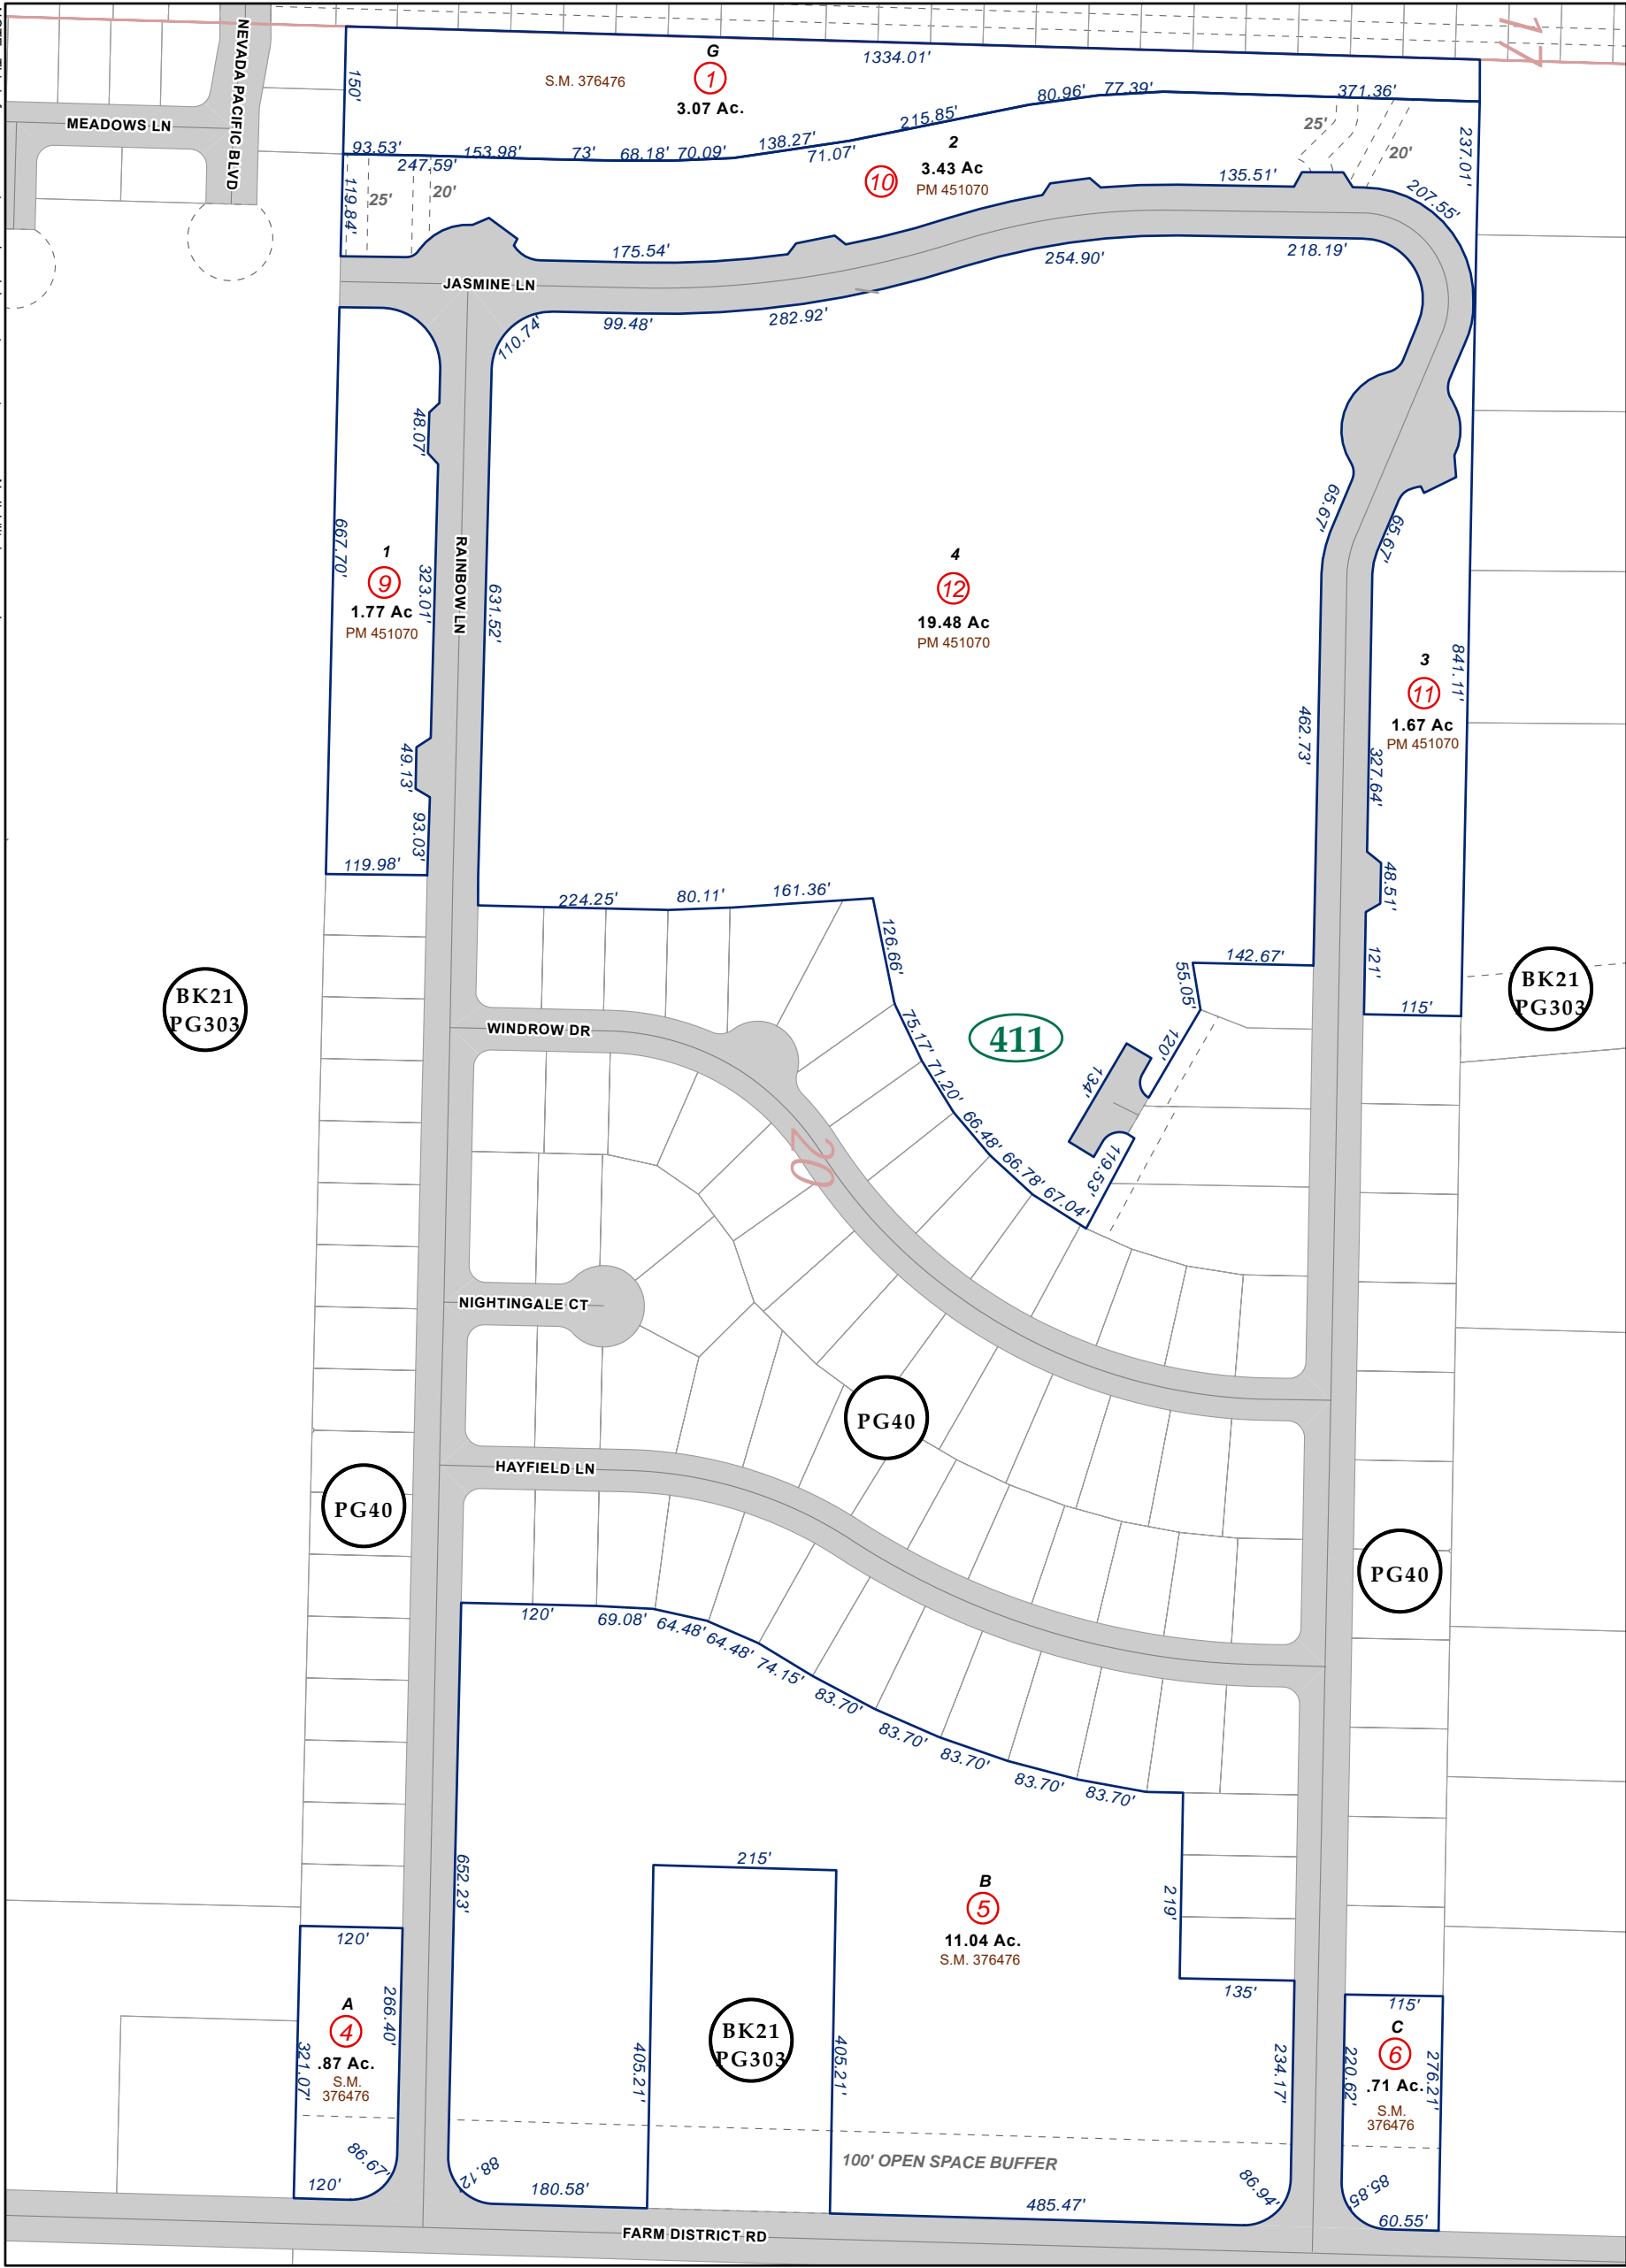 17
NEVADA PACIFIC BLVD
MEADOWS LN
150'
G
1
S.M. 376476
3.07 Ac.
1334.01'
93.53'
247.59'
153.98'
73'
68.18'
70.09'
138.27'
71.07'
215.85'
80.96'
77.39'
371.36'
2
3.43 Ac
10
PM 451070
25'
20'
237.01'
119.84'
25'
20'
135.51'
207.55'
175.54'
254.90'
218.19'
JASMINE LN
110.74'
99.48'
282.92'
48.07'
667.70'
1
9
1.77 Ac
PM 451070
323.01'
RAINBOW LN
631.52'
4
12
19.48 Ac
PM 451070
65.67'
65.67'
3
11
1.67 Ac
PM 451070
841.11'
462.73'
327.64'
49.13'
93.03'
119.98'
48.51'
224.25'
80.11'
161.36'
126.66'
142.67'
55.05'
121'
115'
BK21
PG303
BK21
PG303
WINDROW DR
411
75.17'
71.20'
66.48'
66.78'
67.04'
120'
134'
119.53'
20
NIGHTINGALE CT
PG40
HAYFIELD LN
PG40
PG40
120'
69.08'
64.48'
64.48'
74.15'
83.70'
83.70'
83.70'
83.70'
83.70'
652.23'
215'
B
5
11.04 Ac.
S.M. 376476
219'
135'
120'
A
4
.87 Ac.
S.M.
376476
266.40'
321.07'
86.67'
120'
BK21
PG303
405.21'
405.21'
234.17'
115'
C
6
.71 Ac.
S.M.
376476
220.62'
276.21'
100' OPEN SPACE BUFFER
88.12'
180.58'
485.47'
86.94'
85.85'
60.55'
FARM DISTRICT RD